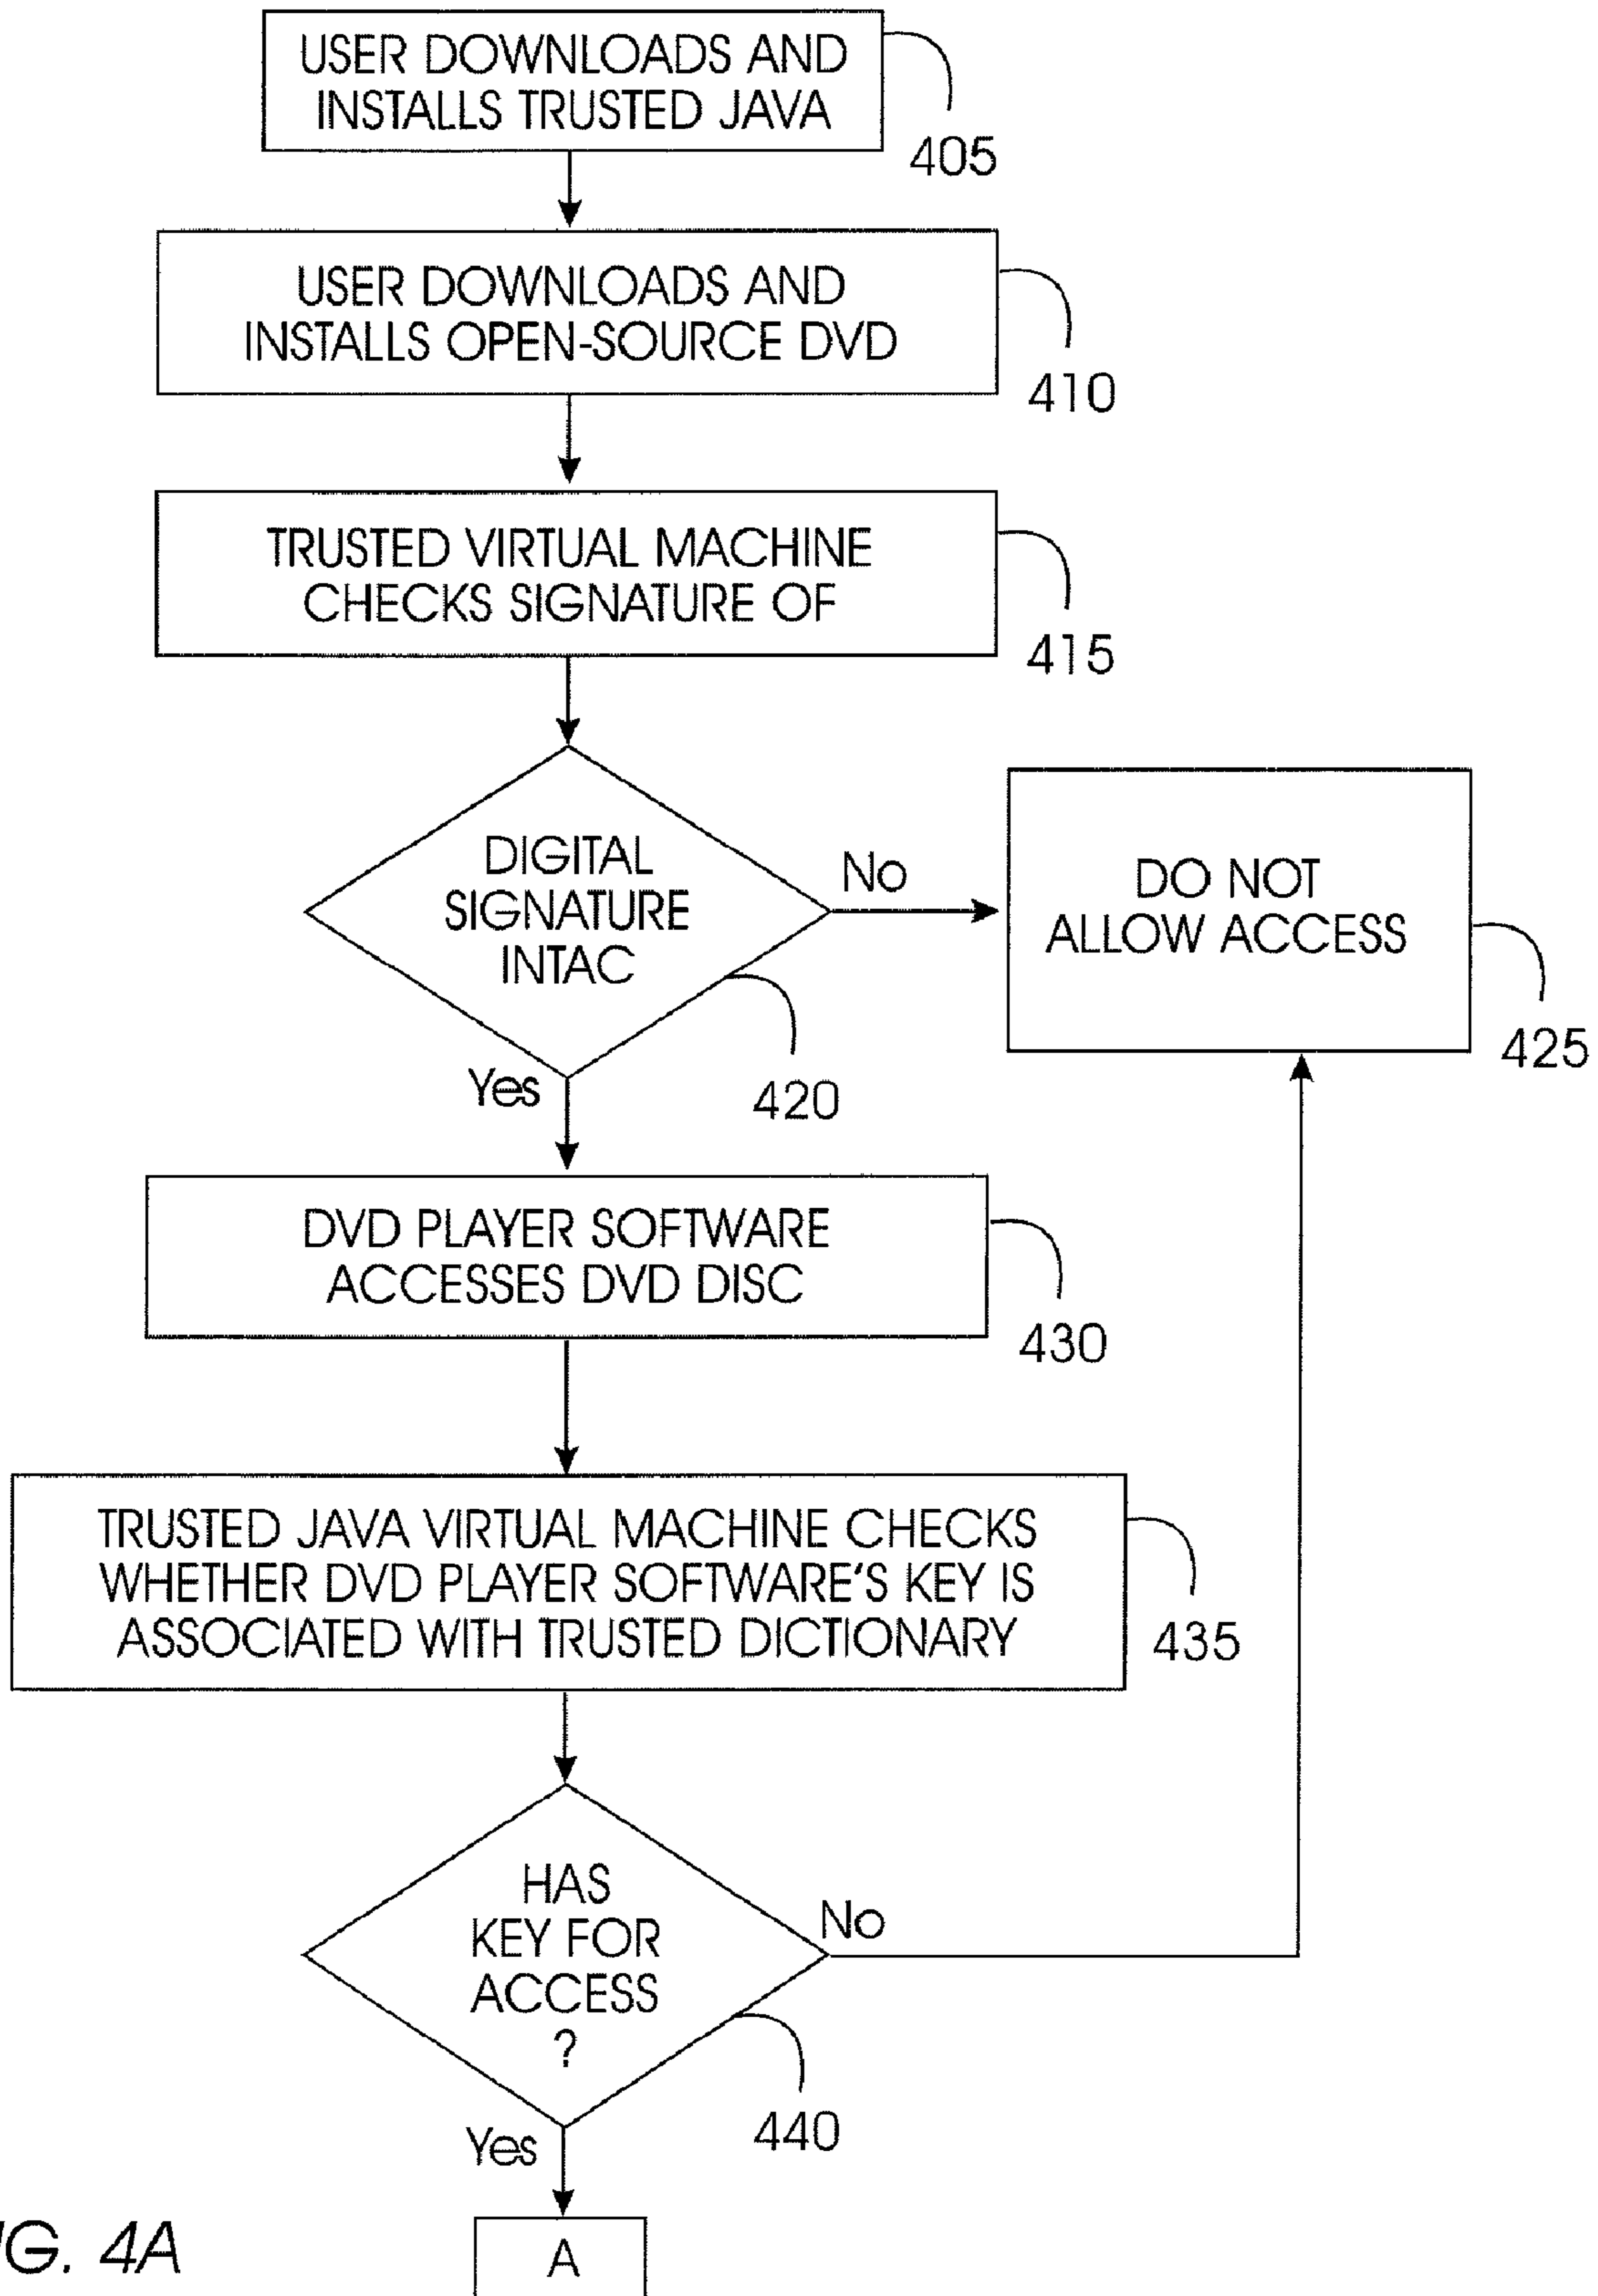 USER DOWNLOADS AND
INSTALLS TRUSTED JAVA
405
USER DOWNLOADS AND
INSTALLS OPEN-SOURCE DVD
410
TRUSTED VIRTUAL MACHINE
CHECKS SIGNATURE OF
415
DIGITAL
SIGNATURE
INTAC
420
No
DO NOT
ALLOW ACCESS
425
Yes
DVD PLAYER SOFTWARE
ACCESSES DVD DISC
430
TRUSTED JAVA VIRTUAL MACHINE CHECKS
WHETHER DVD PLAYER SOFTWARE'S KEY IS
ASSOCIATED WITH TRUSTED DICTIONARY
435
HAS
KEY FOR
ACCESS
?
440
No
Yes
A
G. 4A